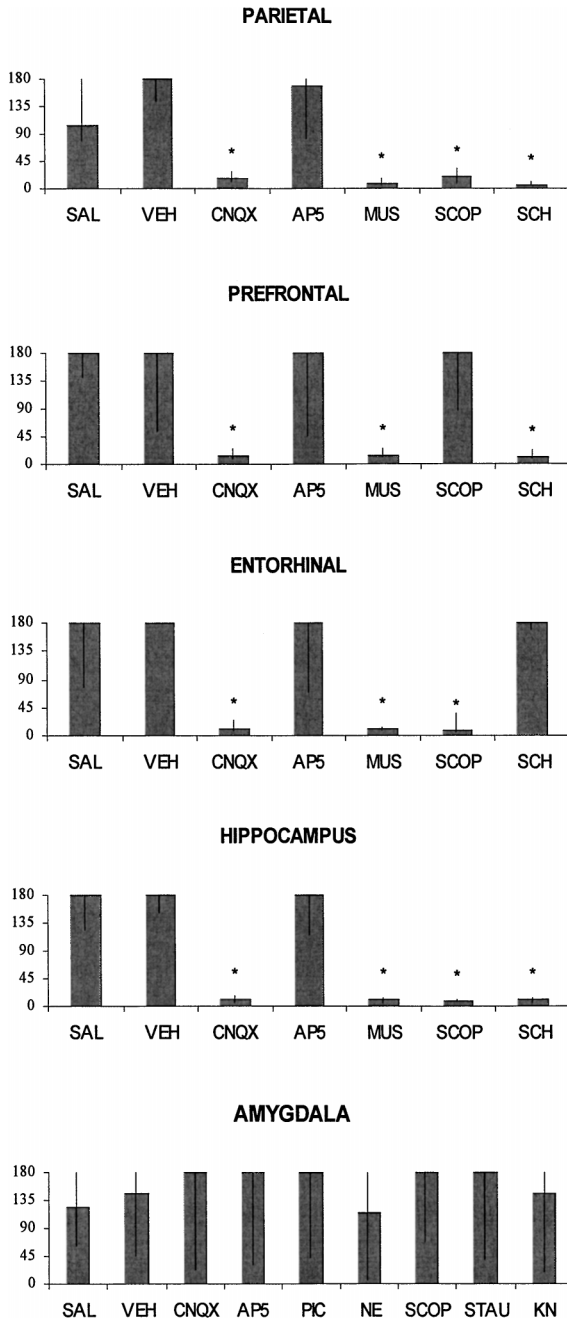 PARIETAL
180
135
90
45
0
* * * * *
SAL VEH CNQX AP5 MUS SCOP SCH
PREFRONTAL
180
135
90
45
0
* * *
SAL VEH CNQX AP5 MUS SCOP SCH
ENTORHINAL
180
135
90
45
0
* * *
SAL VEH CNQX AP5 MUS SCOP SCH
HIPPOCAMPUS
180
135
90
45
0
* * * *
SAL VEH CNQX AP5 MUS SCOP SCH
AMYGDALA
180
135
90
45
0
SAL VEH CNQX AP5 PIC NE SCOP STAU KN